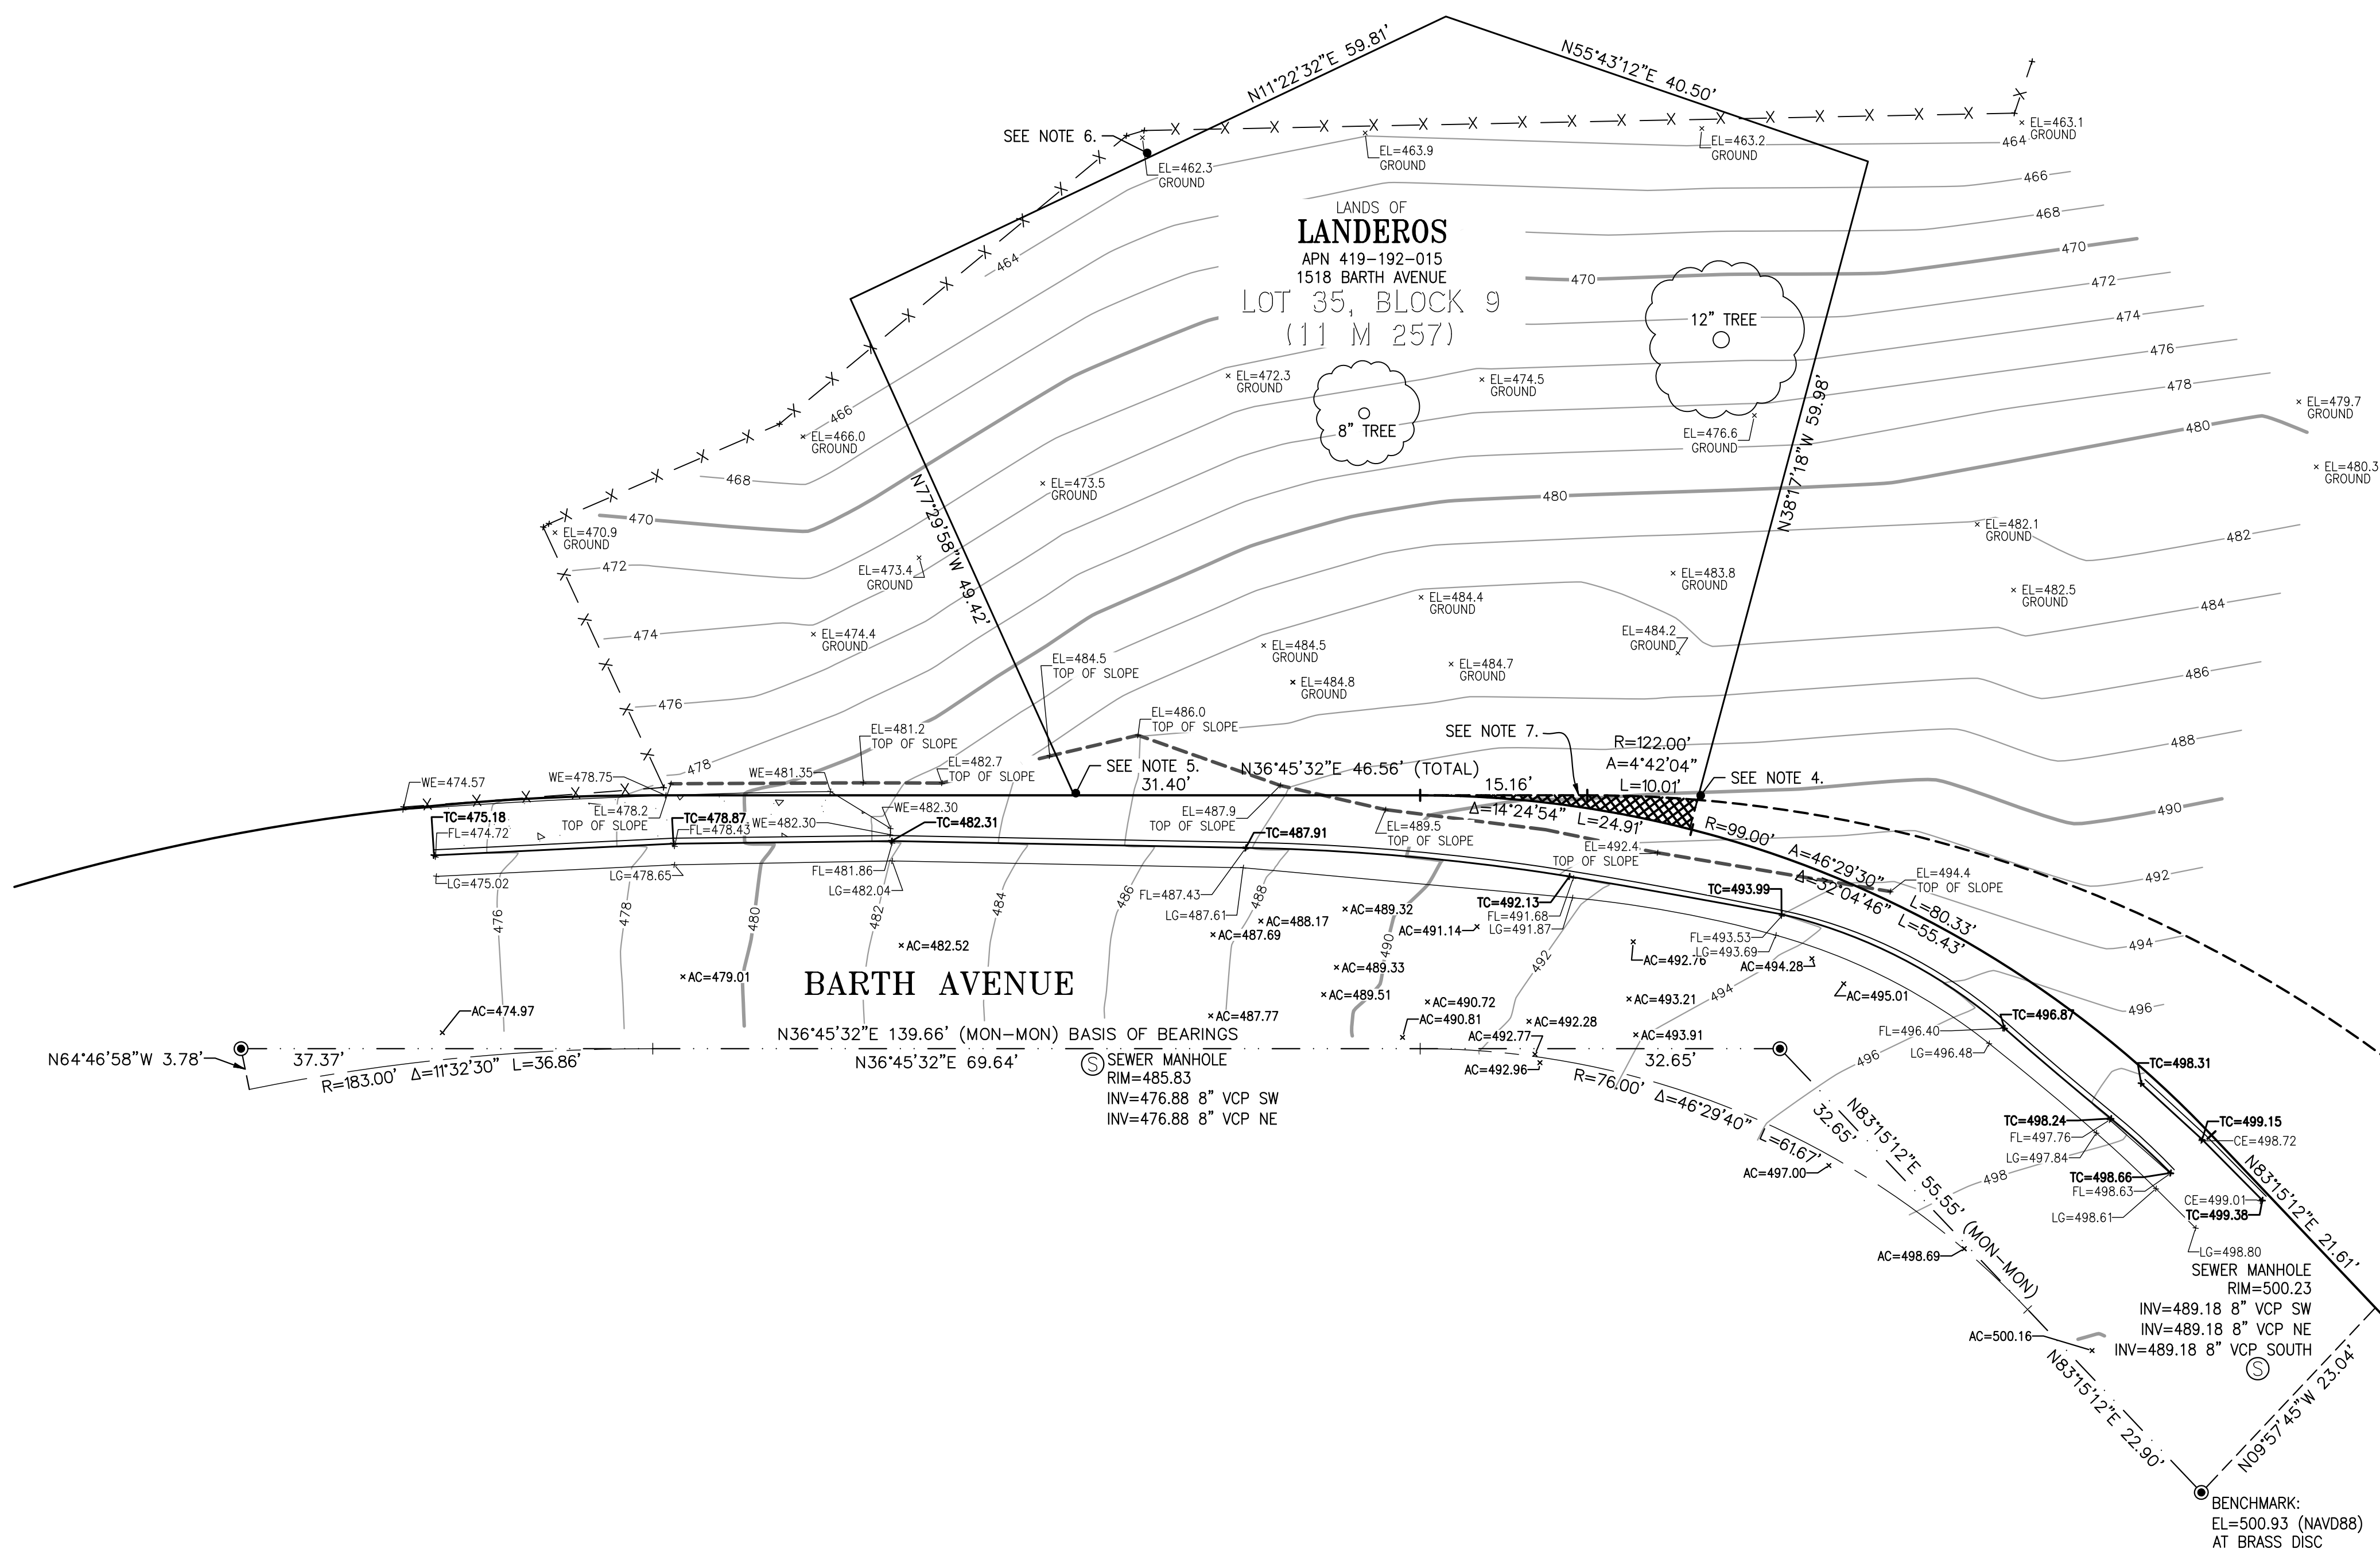 N11°22'32"E 59.81'
N55°43'12"E 40.50'
SEE NOTE 6.
EL=462.3
GROUND
EL=463.9
GROUND
EL=463.2
GROUND
EL=463.1
GROUND
464
466
468
470
472
474
476
478
480
482
484
486
488
490
492
494
496
LANDS OF
LANDEROS
APN 419-192-015
1518 BARTH AVENUE
LOT 35, BLOCK 9
(11 M 257)
470
464
12" TREE
8" TREE
EL=472.3
GROUND
EL=474.5
GROUND
EL=476.6
GROUND
EL=479.7
GROUND
EL=480.3
GROUND
466
EL=466.0
GROUND
468
470
EL=470.9
GROUND
EL=473.5
GROUND
480
N77°29'58"W 49.42'
N38°17'18"W 59.98'
EL=482.1
GROUND
EL=473.4
GROUND
472
EL=483.8
GROUND
EL=482.5
GROUND
EL=484.4
GROUND
474
EL=474.4
GROUND
EL=484.2
GROUND
EL=484.5
GROUND
EL=484.7
GROUND
EL=484.8
GROUND
EL=484.5
TOP OF SLOPE
476
EL=486.0
TOP OF SLOPE
EL=481.2
TOP OF SLOPE
EL=482.7
TOP OF SLOPE
478
SEE NOTE 7.
R=122.00'
A=4°42'04"
L=10.01'
SEE NOTE 4.
SEE NOTE 5.
N36°45'32"E 46.56' (TOTAL)
31.40'
15.16'
WE=474.57
WE=478.75
WE=481.35
WE=482.30
WE=482.30
EL=478.2
TOP OF SLOPE
EL=487.9
TOP OF SLOPE
EL=489.5
TOP OF SLOPE
EL=492.4
TOP OF SLOPE
EL=494.4
TOP OF SLOPE
Δ=14°24'54" L=24.91'
R=99.00' A=46°29'30" L=80.33'
Δ=32°04'46" L=55.43'
TC=475.18
FL=474.72
LG=475.02
TC=478.87
FL=478.43
LG=478.65
TC=482.31
FL=481.86
LG=482.04
TC=487.91
FL=487.43
LG=487.61
TC=492.13
FL=491.68
LG=491.87
TC=493.99
FL=493.53
LG=493.69
TC=496.87
FL=496.40
LG=496.48
TC=498.31
TC=498.24
FL=497.76
LG=497.84
TC=499.15
CE=498.72
TC=498.66
FL=498.63
LG=498.61
CE=499.01
TC=499.38
LG=498.80
476
478
480
482
484
486
488
490
492
494
496
498
AC=489.32
AC=488.17
AC=487.69
AC=491.14
AC=482.52
AC=479.01
AC=474.97
AC=489.33
AC=489.51
AC=487.77
AC=490.72
AC=490.81
AC=492.76
AC=494.28
AC=493.21
AC=495.01
AC=492.28
AC=492.77
AC=493.91
AC=492.96
AC=497.00
AC=498.69
AC=500.16
BARTH AVENUE
N36°45'32"E 139.66' (MON-MON) BASIS OF BEARINGS
N36°45'32"E 69.64'
N64°46'58"W 3.78'
37.37'
R=183.00' Δ=11°32'30" L=36.86'
S
SEWER MANHOLE
RIM=485.83
INV=476.88 8" VCP SW
INV=476.88 8" VCP NE
32.65'
R=76.00' Δ=46°29'40" L=61.67'
32.65'
N83°15'12"E 55.55' (MON-MON)
N83°15'12"E 21.61'
SEWER MANHOLE
RIM=500.23
INV=489.18 8" VCP SW
INV=489.18 8" VCP NE
INV=489.18 8" VCP SOUTH
S
N83°15'12"E 22.90'
N09°57'45"W 23.04'
BENCHMARK:
EL=500.93 (NAVD88)
AT BRASS DISC